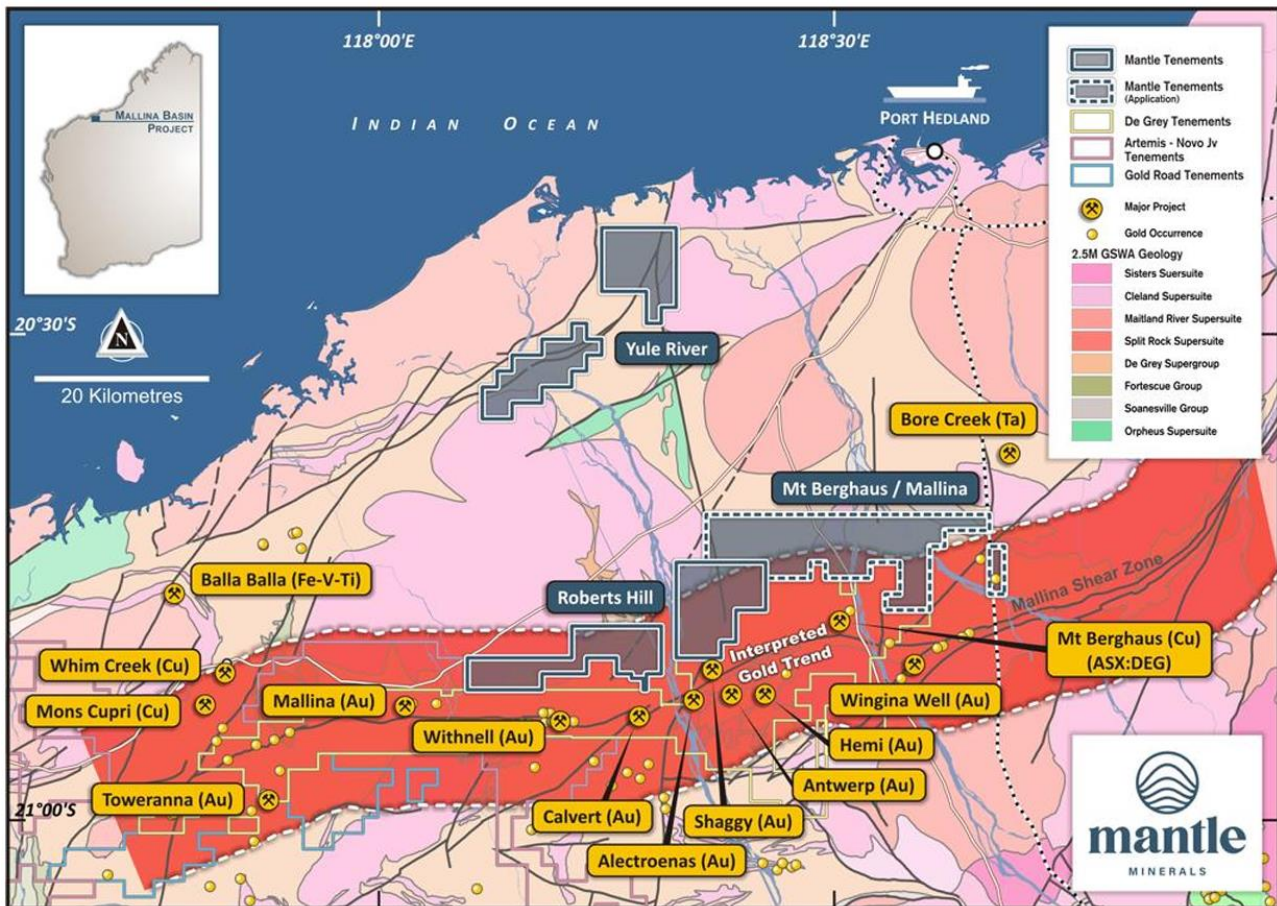 118°00'E
118°30'E
MALLINA BASIN
PROJECT
INDIAN OCEAN
PORT HEDLAND
Mantle Tenements
Mantle Tenements
(Application)
De Grey Tenements
Artemis - Novo Jv
Tenements
Gold Road Tenements
Major Project
Gold Occurrence
2.5M GSWA Geology
Sisters Suersuite
Cleland Supersuite
Maitland River Supersuite
Split Rock Supersuite
De Grey Supergroup
Fortescue Group
Soanesville Group
Orpheus Supersuite
20°30'S
N
20 Kilometres
Yule River
Bore Creek (Ta)
Mt Berghaus / Mallina
Balla Balla (Fe-V-Ti)
Roberts Hill
Mallina Shear Zone
Interpreted
Gold Trend
Mt Berghaus (Cu)
(ASX:DEG)
Whim Creek (Cu)
Mons Cupri (Cu)
Mallina (Au)
Withnell (Au)
Wingina Well (Au)
Hemi (Au)
Antwerp (Au)
Toweranna (Au)
21°00'S
Calvert (Au)
Shaggy (Au)
Alectroenas (Au)
mantle
MINERALS